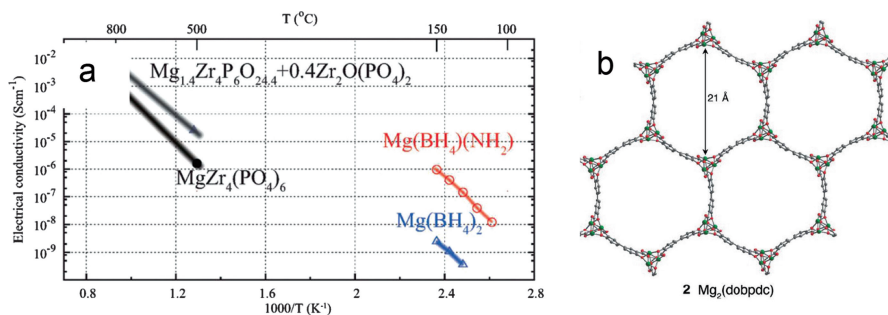 T (°C)
800 500 150 100
a
b
Electrical conductivity (Scm⁻¹)
10⁻²
10⁻³
10⁻⁴
10⁻⁵
10⁻⁶
10⁻⁷
10⁻⁸
10⁻⁹
Mg₁.₄Zr₄P₆O₂₄.₄+0.4Zr₂O(PO₄)₂
MgZr₄(PO₄)₆
Mg(BH₄)(NH₂)
Mg(BH₄)₂
0.8 1.2 1.6 2 2.4 2.8
1000/T (K⁻¹)
21 Å
2 Mg₂(dobpdc)